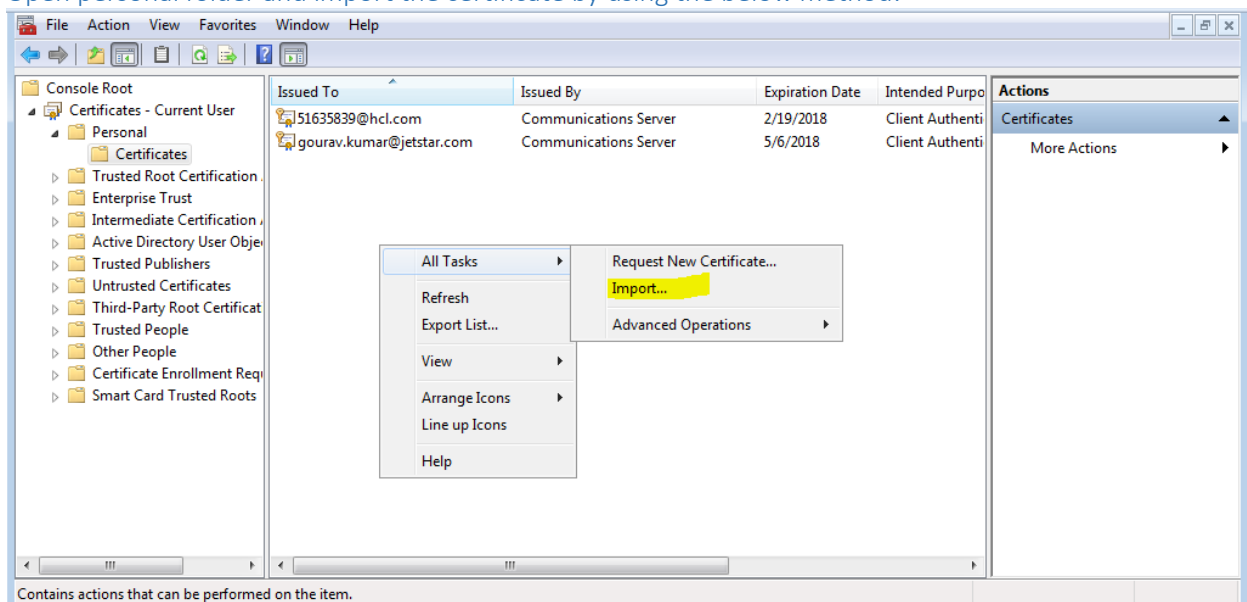 Open personal folder and import the certificate by using the below method.
File Action View Favorites Window Help
Console Root
Certificates - Current User
Personal
Certificates
Trusted Root Certification
Enterprise Trust
Intermediate Certification
Active Directory User Obje
Trusted Publishers
Untrusted Certificates
Third-Party Root Certificat
Trusted People
Other People
Certificate Enrollment Requ
Smart Card Trusted Roots
Issued To Issued By Expiration Date Intended Purpo
51635839@hcl.com Communications Server 2/19/2018 Client Authenti
gourav.kumar@jetstar.com Communications Server 5/6/2018 Client Authenti
All Tasks
Refresh
Export List...
View
Arrange Icons
Line up Icons
Help
Request New Certificate...
Import...
Advanced Operations
Actions
Certificates
More Actions
Contains actions that can be performed on the item.